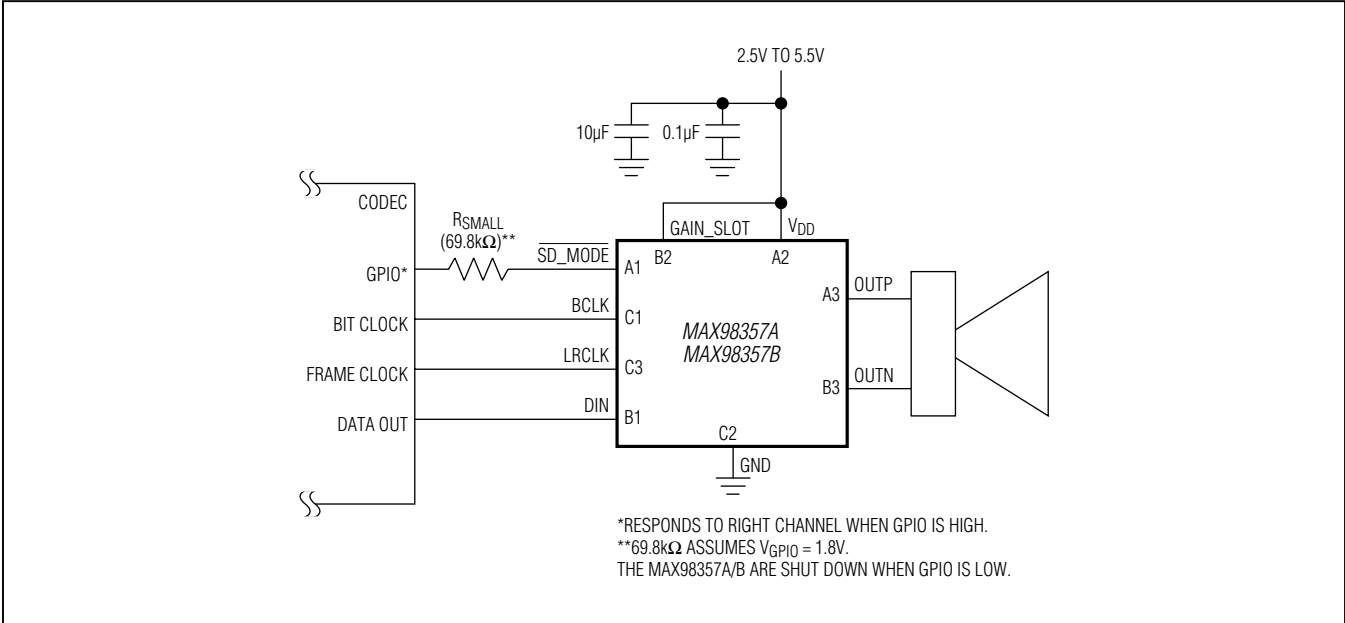 2.5V TO 5.5V
10µF
0.1µF
CODEC
RSMALL
(69.8kΩ)**
SD_MODE
GAIN_SLOT
VDD
B2
A2
GPIO*
A1
A3
OUTP
BIT CLOCK
BCLK
C1
MAX98357A
MAX98357B
FRAME CLOCK
LRCLK
C3
B3
OUTN
DATA OUT
DIN
B1
C2
GND
*RESPONDS TO RIGHT CHANNEL WHEN GPIO IS HIGH.
**69.8kΩ ASSUMES VGPIO = 1.8V.
THE MAX98357A/B ARE SHUT DOWN WHEN GPIO IS LOW.